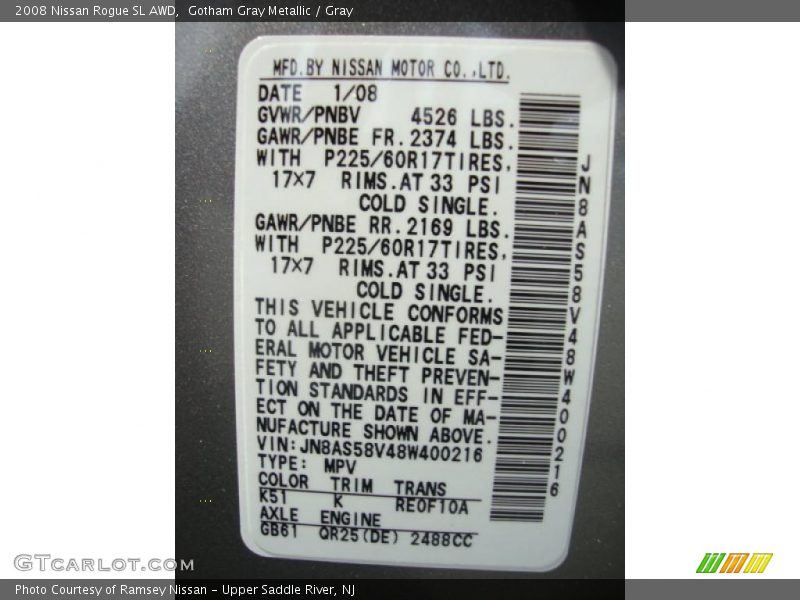 2008 Nissan Rogue SL AWD, Gotham Gray Metallic / Gray
MFD.BY NISSAN MOTOR CO.,LTD.
DATE 1/08
GVWR/PNBV 4526 LBS.
GAWR/PNBE FR.2374 LBS.
WITH P225/60R17TIRES,
17×7 RIMS.AT 33 PSI
COLD SINGLE.
GAWR/PNBE RR.2169 LBS.
WITH P225/60R17TIRES,
17×7 RIMS.AT 33 PSI
COLD SINGLE.
THIS VEHICLE CONFORMS
TO ALL APPLICABLE FED-
ERAL MOTOR VEHICLE SA-
FETY AND THEFT PREVEN-
TION STANDARDS IN EFF-
ECT ON THE DATE OF MA-
NUFACTURE SHOWN ABOVE.
VIN:JN8AS58V48W400216
TYPE: MPV
COLOR TRIM TRANS
K51 K RE0F10A
AXLE ENGINE
GB61 QR25(DE) 2488CC
JN8AS58V48W400216
GTCarLot.com
Photo Courtesy of Ramsey Nissan - Upper Saddle River, NJ